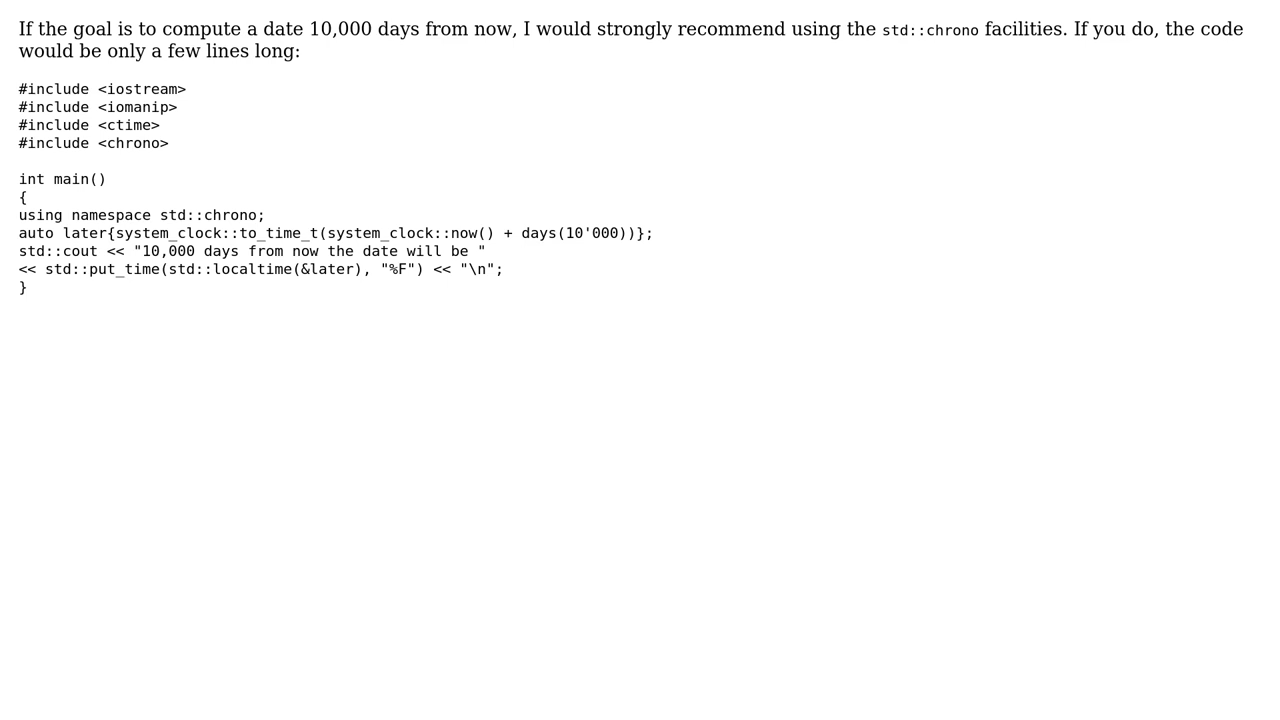 If the goal is to compute a date 10,000 days from now, I would strongly recommend using the std::chrono facilities. If you do, the code
would be only a few lines long:
#include <iostream>
#include <iomanip>
#include <ctime>
#include <chrono>
int main()
{
using namespace std::chrono;
auto later{system_clock::to_time_t(system_clock::now() + days(10'000))};
std::cout << "10,000 days from now the date will be "
<< std::put_time(std::localtime(&later), "%F") << "\n";
}